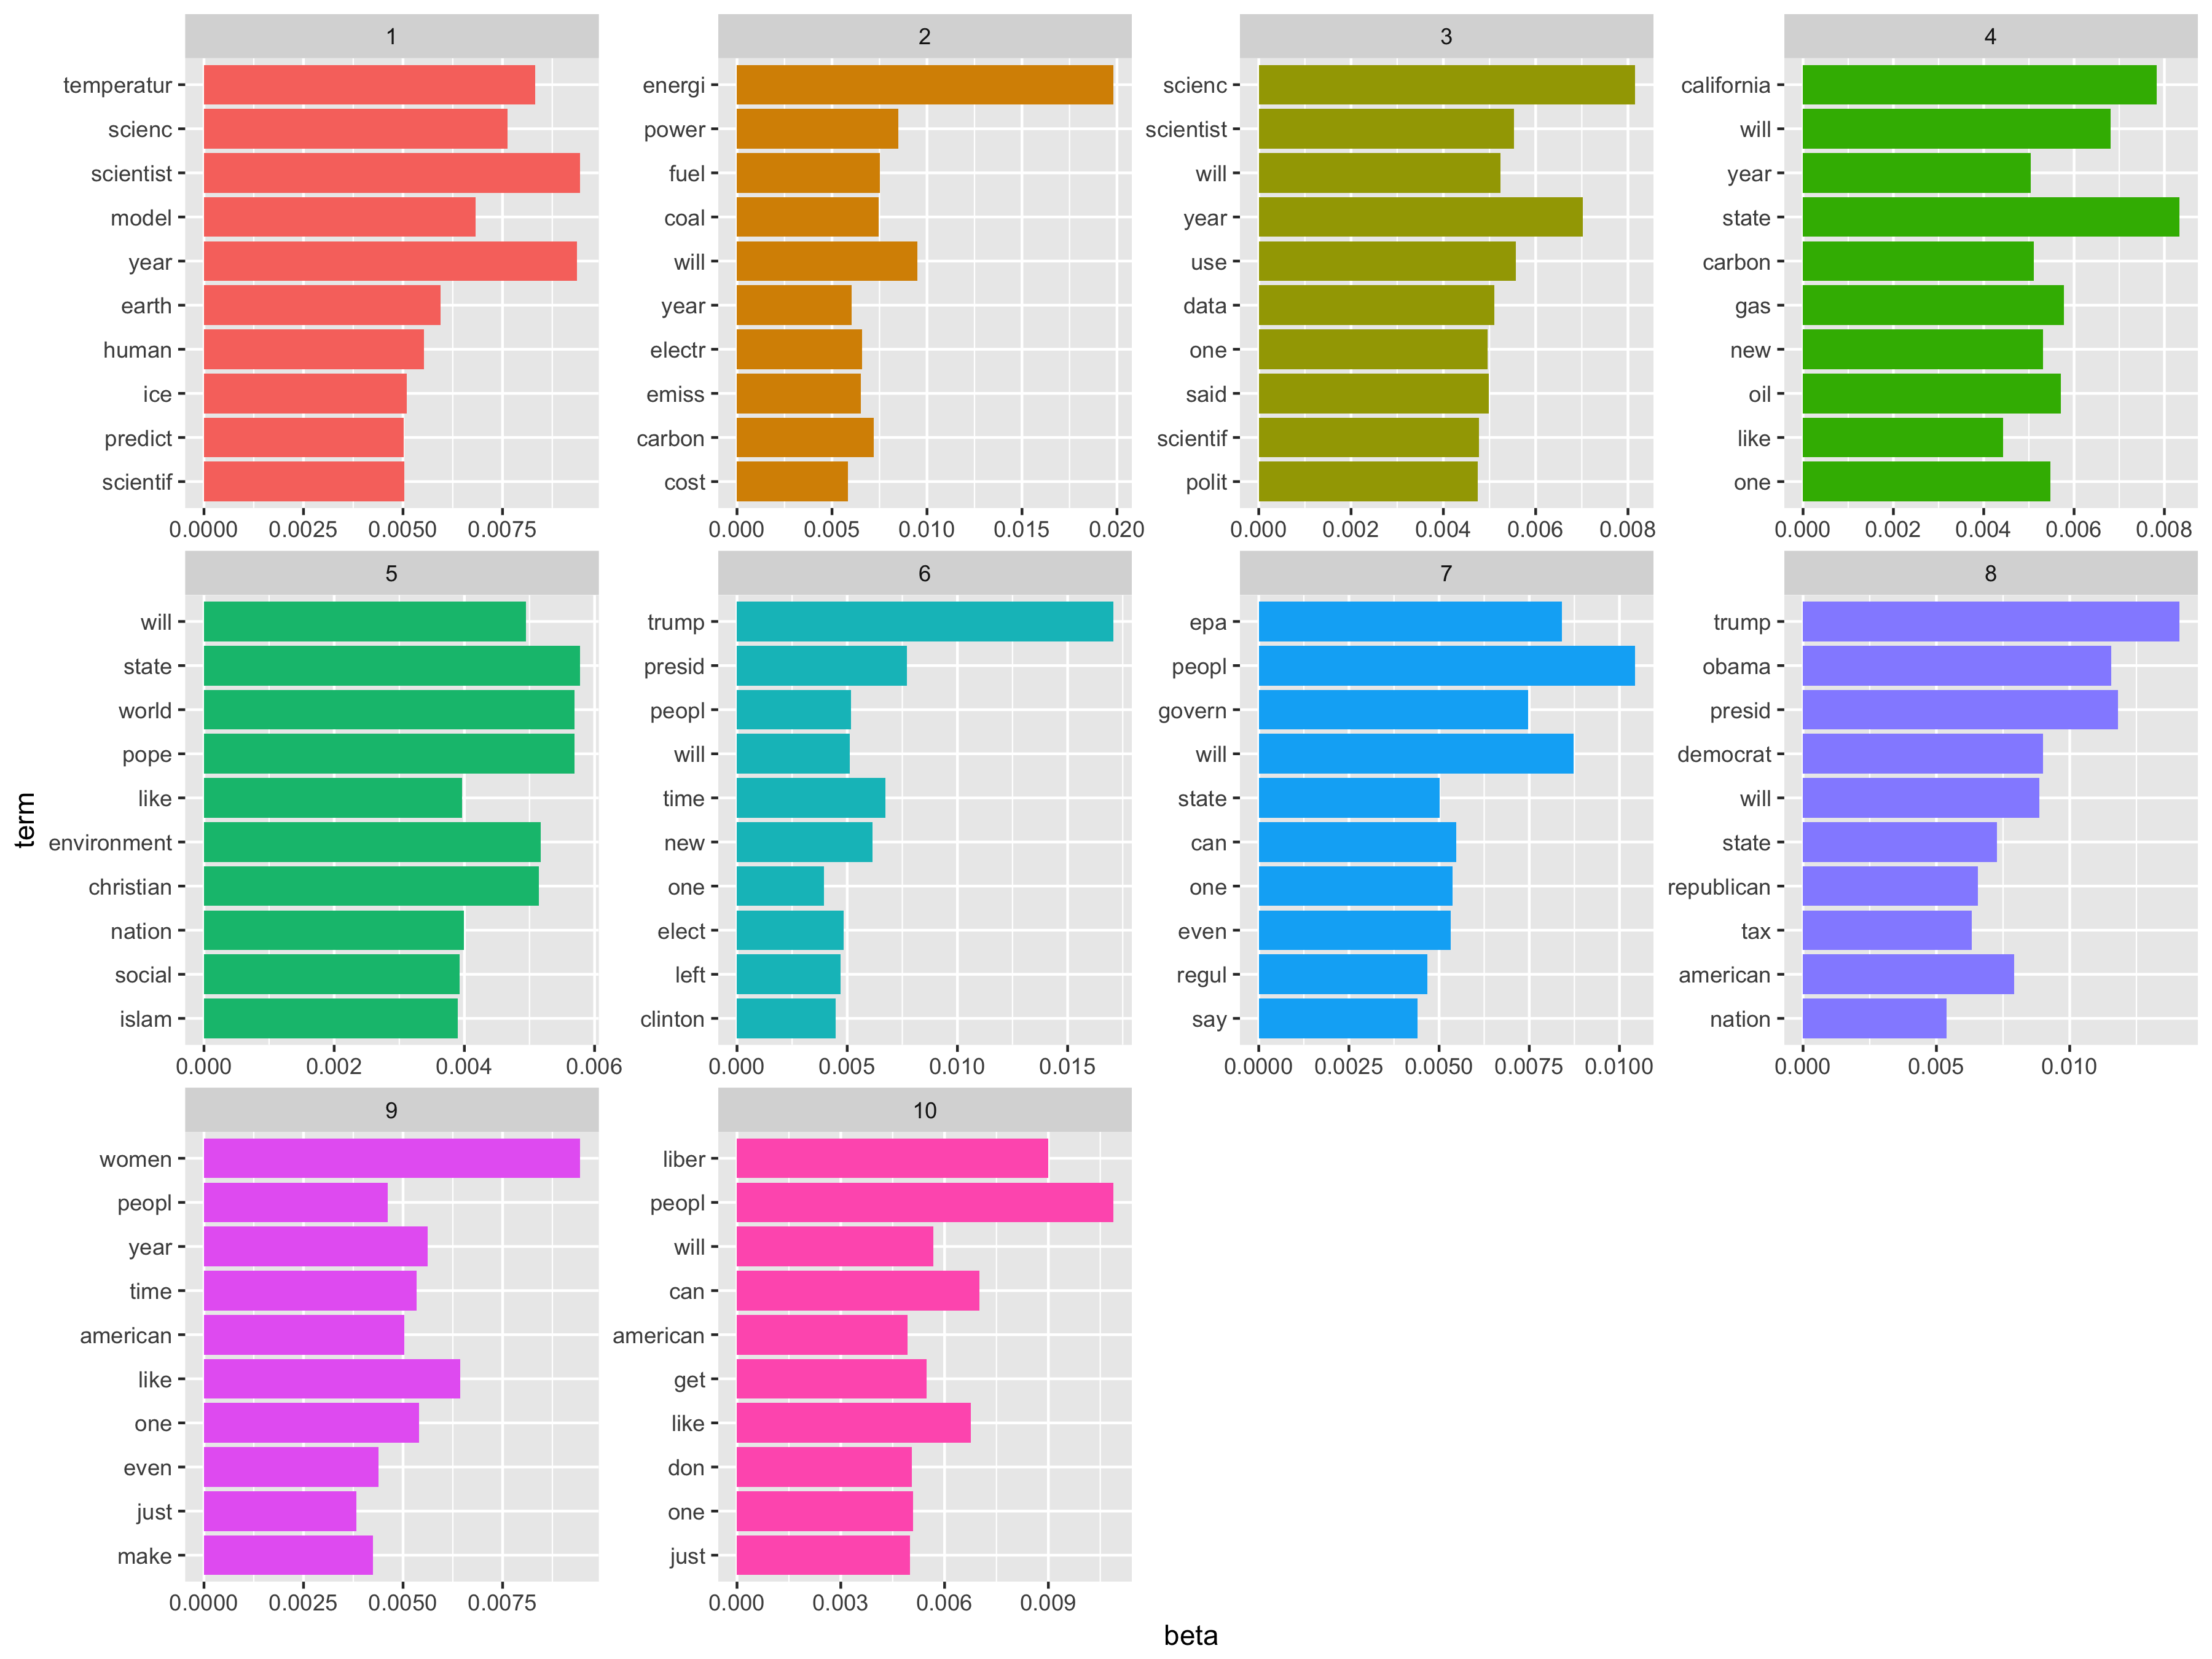 1
temperatur
scienc
scientist
model
year
earth
human
ice
predict
scientif
0.0000 0.0025 0.0050 0.0075
2
energi
power
fuel
coal
will
year
electr
emiss
carbon
cost
0.000 0.005 0.010 0.015 0.020
3
scienc
scientist
will
year
use
data
one
said
scientif
polit
0.000 0.002 0.004 0.006 0.008
4
california
will
year
state
carbon
gas
new
oil
like
one
0.000 0.002 0.004 0.006 0.008
5
will
state
world
pope
like
environment
christian
nation
social
islam
0.000 0.002 0.004 0.006
6
trump
presid
peopl
will
time
new
one
elect
left
clinton
0.000 0.005 0.010 0.015
7
epa
peopl
govern
will
state
can
one
even
regul
say
0.0000 0.0025 0.0050 0.0075 0.0100
8
trump
obama
presid
democrat
will
state
republican
tax
american
nation
0.000 0.005 0.010
9
women
peopl
year
time
american
like
one
even
just
make
0.0000 0.0025 0.0050 0.0075
10
liber
peopl
will
can
american
get
like
don
one
just
0.000 0.003 0.006 0.009
term
beta